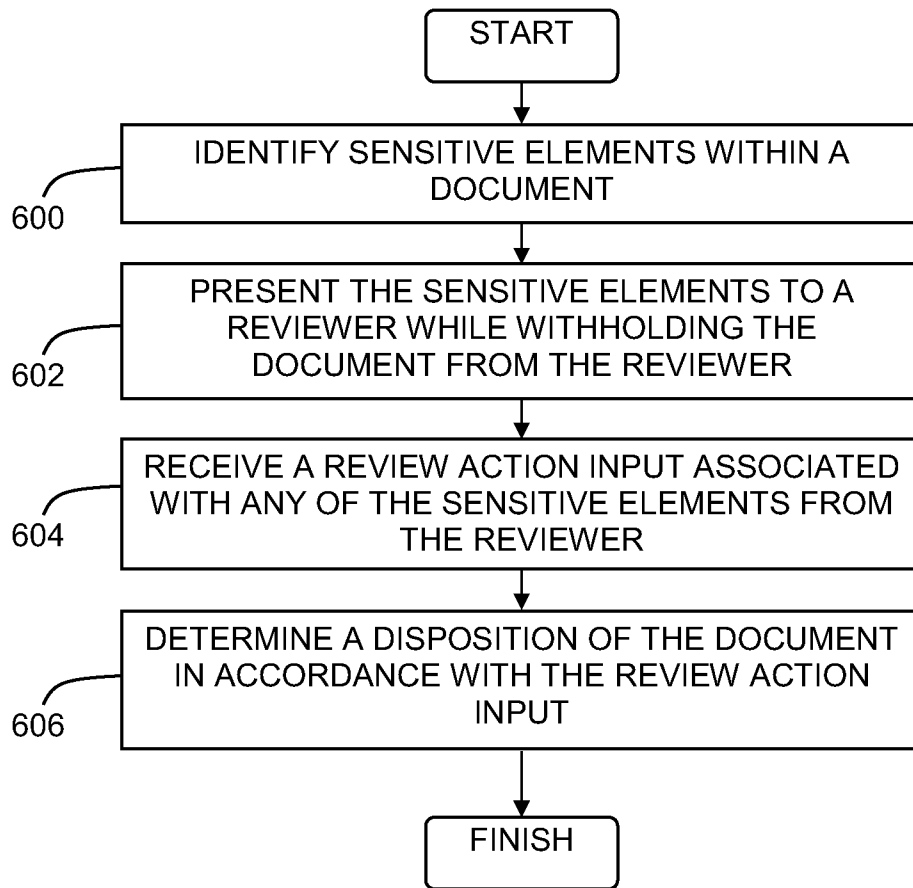 START
IDENTIFY SENSITIVE ELEMENTS WITHIN A
DOCUMENT
600
PRESENT THE SENSITIVE ELEMENTS TO A
REVIEWER WHILE WITHHOLDING THE
DOCUMENT FROM THE REVIEWER
602
RECEIVE A REVIEW ACTION INPUT ASSOCIATED
WITH ANY OF THE SENSITIVE ELEMENTS FROM
THE REVIEWER
604
DETERMINE A DISPOSITION OF THE DOCUMENT
IN ACCORDANCE WITH THE REVIEW ACTION
INPUT
606
FINISH